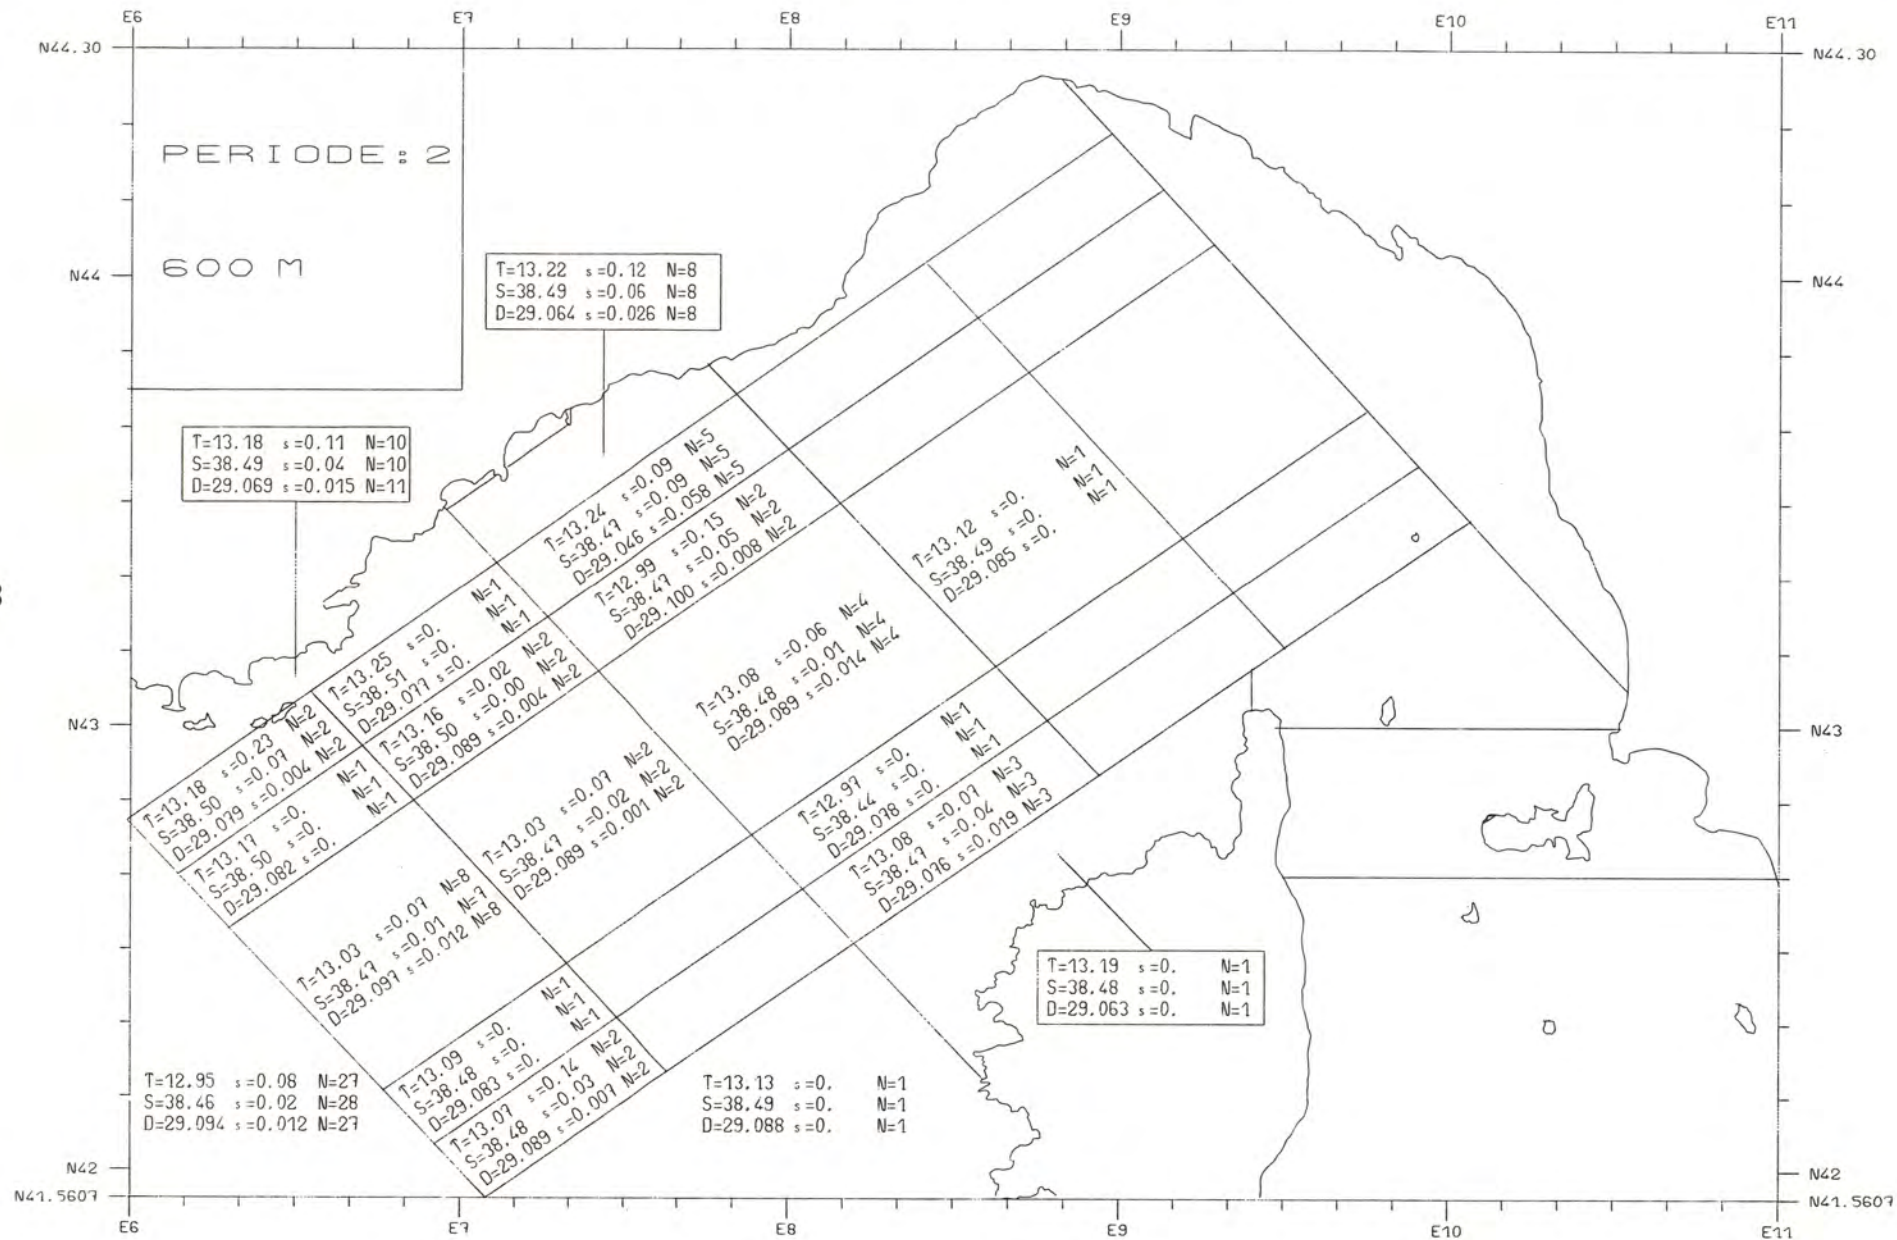 E6 E7 E8 E9 E10 E11
N44.30 N44.30
PERIODE: 2
600 M
N44 N44
T=13.22 s=0.12 N=8
S=38.49 s=0.06 N=8
D=29.064 s=0.026 N=8
T=13.18 s=0.11 N=10
S=38.49 s=0.04 N=10
D=29.069 s=0.015 N=11
T=13.24 s=0.09 N=5
S=38.47 s=0.09 N=5
D=29.046 s=0.058 N=5
T=12.99 s=0.15 N=2
S=38.47 s=0.05 N=2
D=29.100 s=0.008 N=2
T=13.12 s=0. N=1
S=38.49 s=0. N=1
D=29.085 s=0. N=1
T=13.25 s=0. N=1
S=38.51 s=0. N=1
D=29.077 s=0. N=1
T=13.16 s=0.02 N=2
S=38.50 s=0.00 N=2
D=29.089 s=0.004 N=2
T=13.08 s=0.06 N=4
S=38.48 s=0.01 N=4
D=29.089 s=0.014 N=4
N43 N43
T=13.18 s=0.23 N=2
S=38.50 s=0.07 N=2
D=29.079 s=0.004 N=2
T=13.17 s=0. N=1
S=38.50 s=0. N=1
D=29.082 s=0. N=1
T=13.03 s=0.07 N=2
S=38.47 s=0.02 N=2
D=29.089 s=0.001 N=2
T=12.97 s=0. N=1
S=38.44 s=0. N=1
D=29.078 s=0. N=1
T=13.08 s=0.07 N=3
S=38.47 s=0.04 N=3
D=29.076 s=0.019 N=3
T=13.03 s=0.07 N=8
S=38.47 s=0.01 N=7
D=29.097 s=0.012 N=8
T=13.19 s=0. N=1
S=38.48 s=0. N=1
D=29.063 s=0. N=1
T=13.09 s=0. N=1
S=38.48 s=0. N=1
D=29.083 s=0. N=1
T=13.07 s=0.14 N=2
S=38.48 s=0.03 N=2
D=29.089 s=0.007 N=2
T=12.95 s=0.08 N=27
S=38.46 s=0.02 N=28
D=29.094 s=0.012 N=27
T=13.13 s=0. N=1
S=38.49 s=0. N=1
D=29.088 s=0. N=1
N42 N42
N41.5607 N41.5607
E6 E7 E8 E9 E10 E11